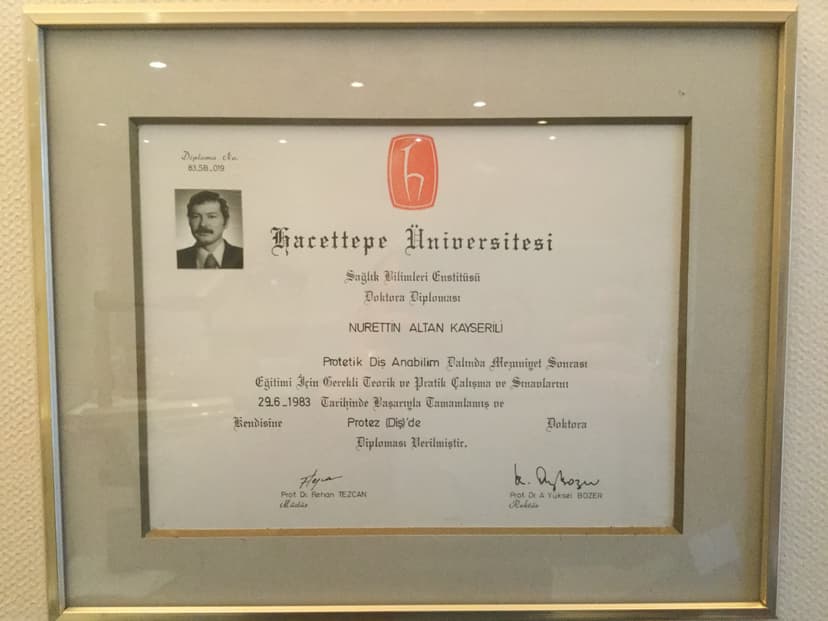 Diploma No.
83.SB.019
Hacettepe Üniversitesi
Sağlık Bilimleri Enstitüsü
Doktora Diploması
NURETTİN ALTAN KAYSERİLİ
Protetik Diş Anabilim Dalında Mezuniyet Sonrası
Eğitimi İçin Gerekli Teorik ve Pratik Çalışma ve Sınavlarını
29.6.1983 Tarihinde Başarıyla Tamamlamış ve
Kendisine Protez (Diş)'de Doktora
Diploması Verilmiştir.
Prof. Dr. Rehan TEZCAN
Müdür
Prof. Dr. A. Yüksel BOZER
Rektör